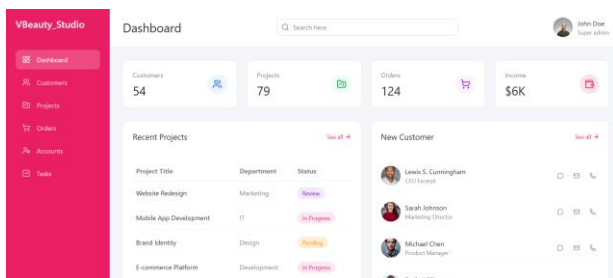 VBeauty_Studio
Dashboard
Search here
John Doe
Super admin
Dashboard
Customers
Projects
Orders
Accounts
Tasks
Customers
54
Projects
79
Orders
124
Income
$6K
Recent Projects
See all →
Project Title Department Status
Website Redesign Marketing Review
Mobile App Development IT In Progress
Brand Identity Design Pending
E-commerce Platform Development In Progress
New Customer
See all →
Lewis S. Cunningham
CEO Excerpt
Sarah Johnson
Marketing Director
Michael Chen
Product Manager